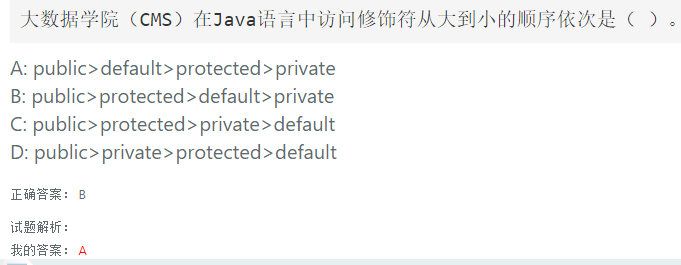 大数据学院（CMS）在Java语言中访问修饰符从大到小的顺序依次是（ ）。
A: public>default>protected>private
B: public>protected>default>private
C: public>protected>private>default
D: public>private>protected>default
正确答案: B
试题解析:
我的答案: A